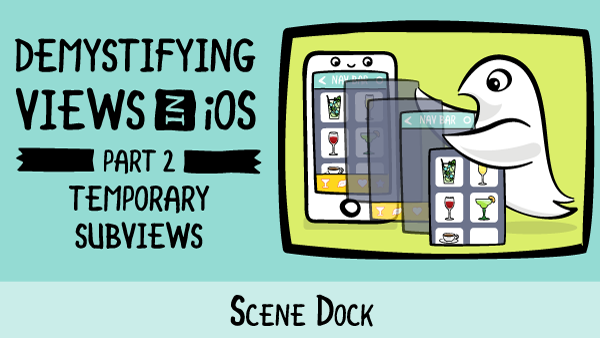 DEMYSTIFYING
VIEWS IN iOS
PART 2
TEMPORARY
SUBVIEWS
< NAV BAR
< NAV BAR
SCENE DOCK